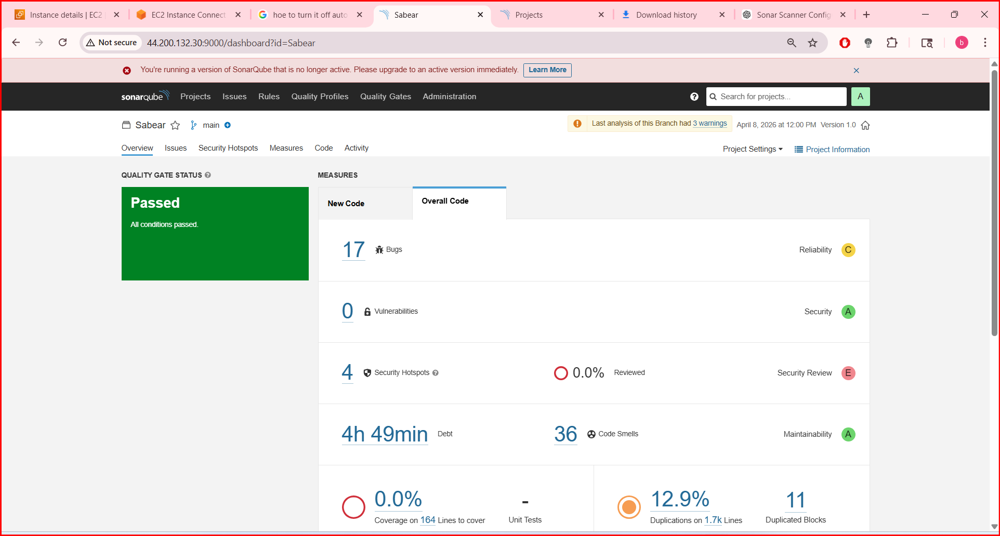 Instance details | EC2
EC2 Instance Connect
hoe to turn it off auto
Sabear
Projects
Download history
Sonar Scanner Config
Not secure
44.200.132.30:9000/dashboard?id=Sabear
b
You're running a version of SonarQube that is no longer active. Please upgrade to an active version immediately.
Learn More
sonarqube
Projects
Issues
Rules
Quality Profiles
Quality Gates
Administration
Search for projects...
A
Sabear
main
Last analysis of this Branch had 3 warnings
April 8, 2026 at 12:00 PM
Version 1.0
Overview
Issues
Security Hotspots
Measures
Code
Activity
Project Settings
Project Information
QUALITY GATE STATUS
Passed
All conditions passed.
MEASURES
New Code
Overall Code
17
Bugs
Reliability
C
0
Vulnerabilities
Security
A
4
Security Hotspots
0.0%
Reviewed
Security Review
E
4h 49min
Debt
36
Code Smells
Maintainability
A
0.0%
Coverage on 164 Lines to cover
-
Unit Tests
12.9%
Duplications on 1.7k Lines
11
Duplicated Blocks